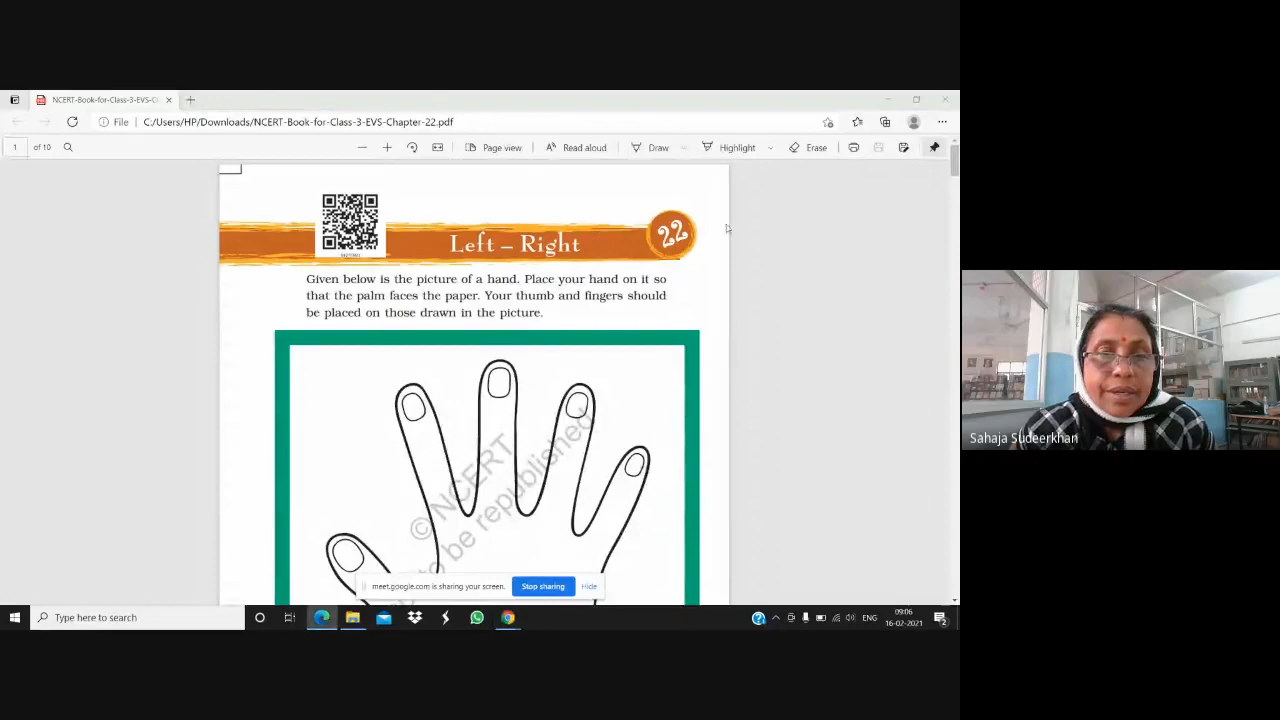 NCERT-Book-for-Class-3-EVS-C
File
C:/Users/HP/Downloads/NCERT-Book-for-Class-3-EVS-Chapter-22.pdf
1 of 10
Page view
Read aloud
Draw
Highlight
Erase
Left – Right
22
Given below is the picture of a hand. Place your hand on it so
that the palm faces the paper. Your thumb and fingers should
be placed on those drawn in the picture.
© NCERT
to be republished
meet.google.com is sharing your screen.
Stop sharing
Hide
Sahaja Sudeerkhan
Type here to search
ENG
09:06
16-02-2021
2